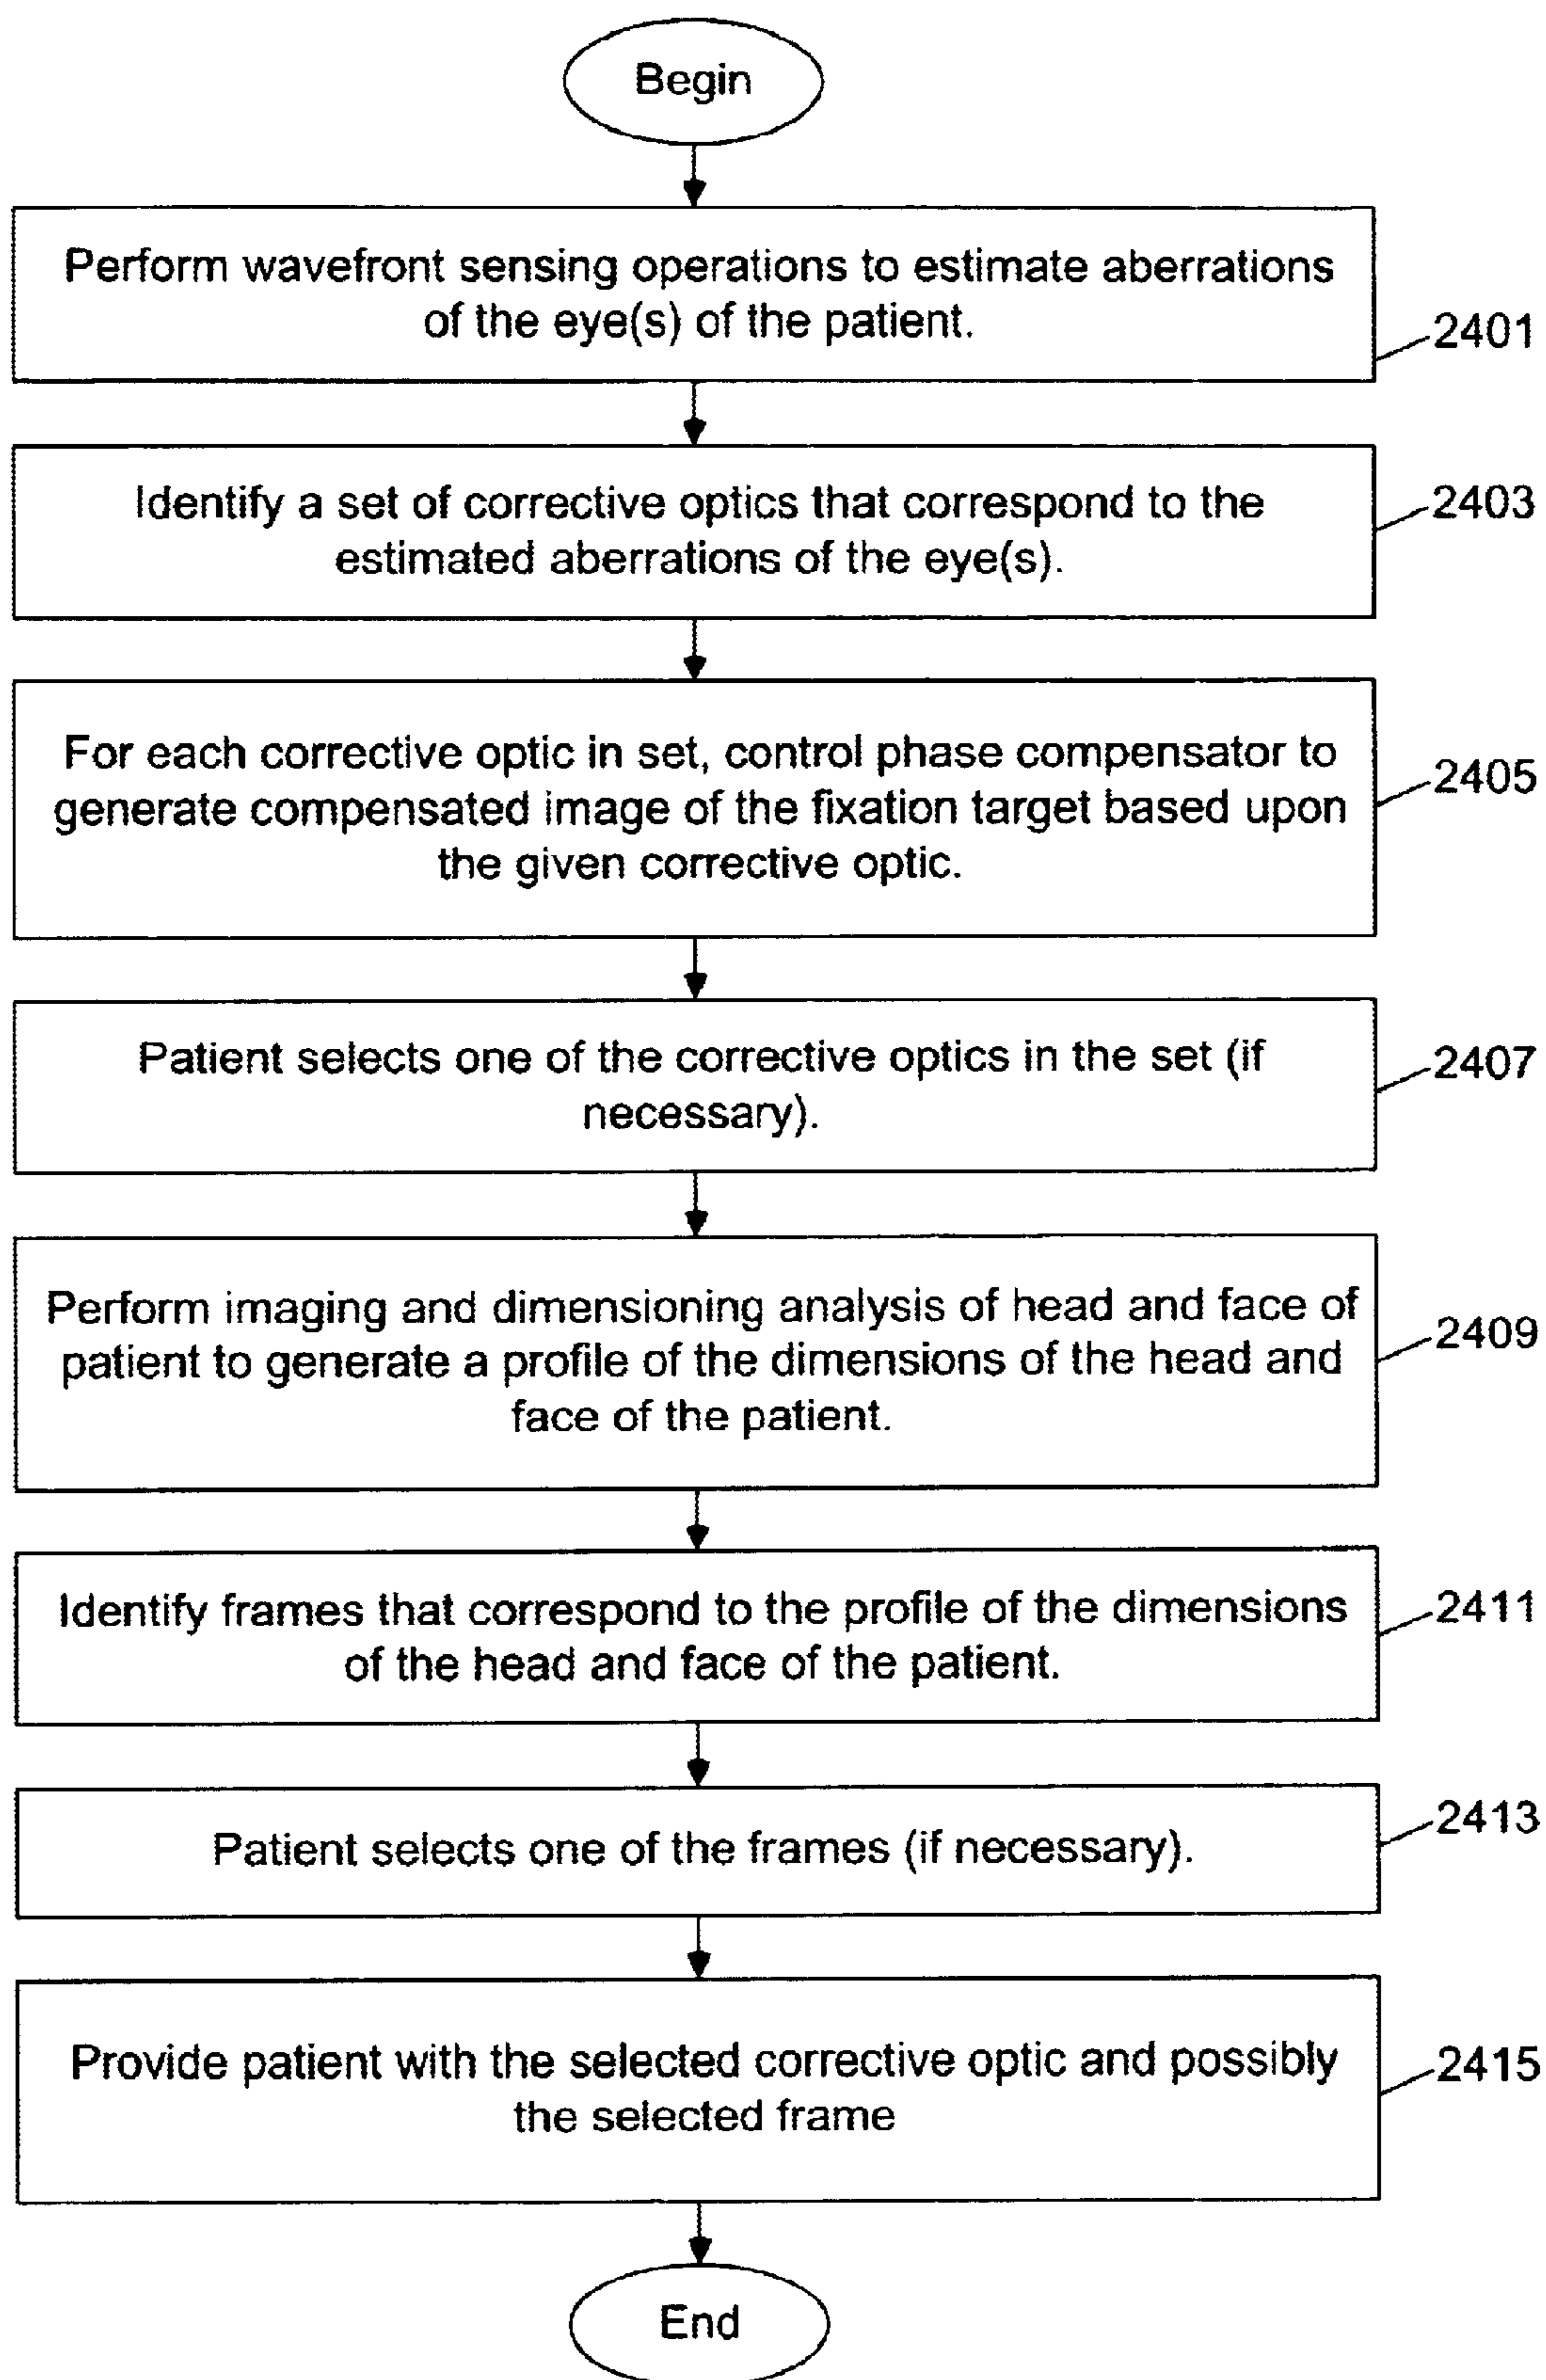 Begin
Perform wavefront sensing operations to estimate aberrations
of the eye(s) of the patient.
2401
Identify a set of corrective optics that correspond to the
estimated aberrations of the eye(s).
2403
For each corrective optic in set, control phase compensator to
generate compensated image of the fixation target based upon
the given corrective optic.
2405
Patient selects one of the corrective optics in the set (if
necessary).
2407
Perform imaging and dimensioning analysis of head and face of
patient to generate a profile of the dimensions of the head and
face of the patient.
2409
Identify frames that correspond to the profile of the dimensions
of the head and face of the patient.
2411
Patient selects one of the frames (if necessary).
2413
Provide patient with the selected corrective optic and possibly
the selected frame
2415
End